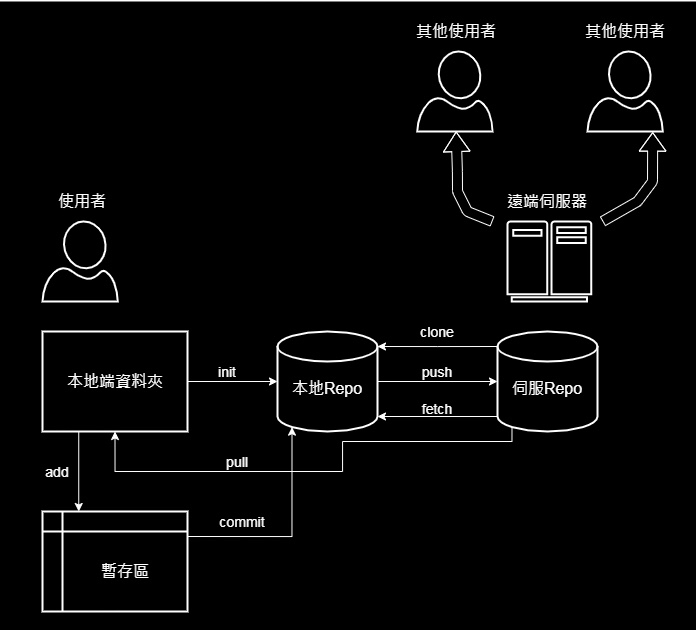 其他使用者
其他使用者
使用者
遠端伺服器
clone
本地端資料夾
init
本地Repo
push
伺服Repo
fetch
pull
add
commit
暫存區